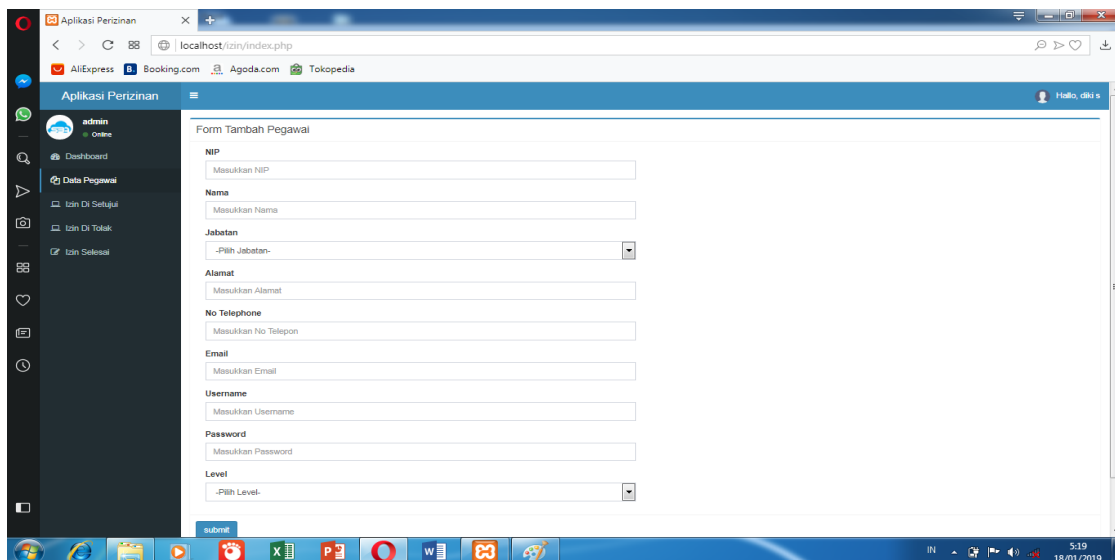 Aplikasi Perizinan
localhost/izin/index.php
AliExpress B. Booking.com a Agoda.com Tokopedia
Aplikasi Perizinan
Hallo, diki s
admin
Online
Dashboard
Data Pegawai
Izin Di Setujui
Izin Di Tolak
Izin Selesai
Form Tambah Pegawai
NIP
Masukkan NIP
Nama
Masukkan Nama
Jabatan
-Pilih Jabatan-
Alamat
Masukkan Alamat
No Telephone
Masukkan No Telepon
Email
Masukkan Email
Username
Masukkan Username
Password
Masukkan Password
Level
-Pilih Level-
submit
IN
5:19
18/01/2019